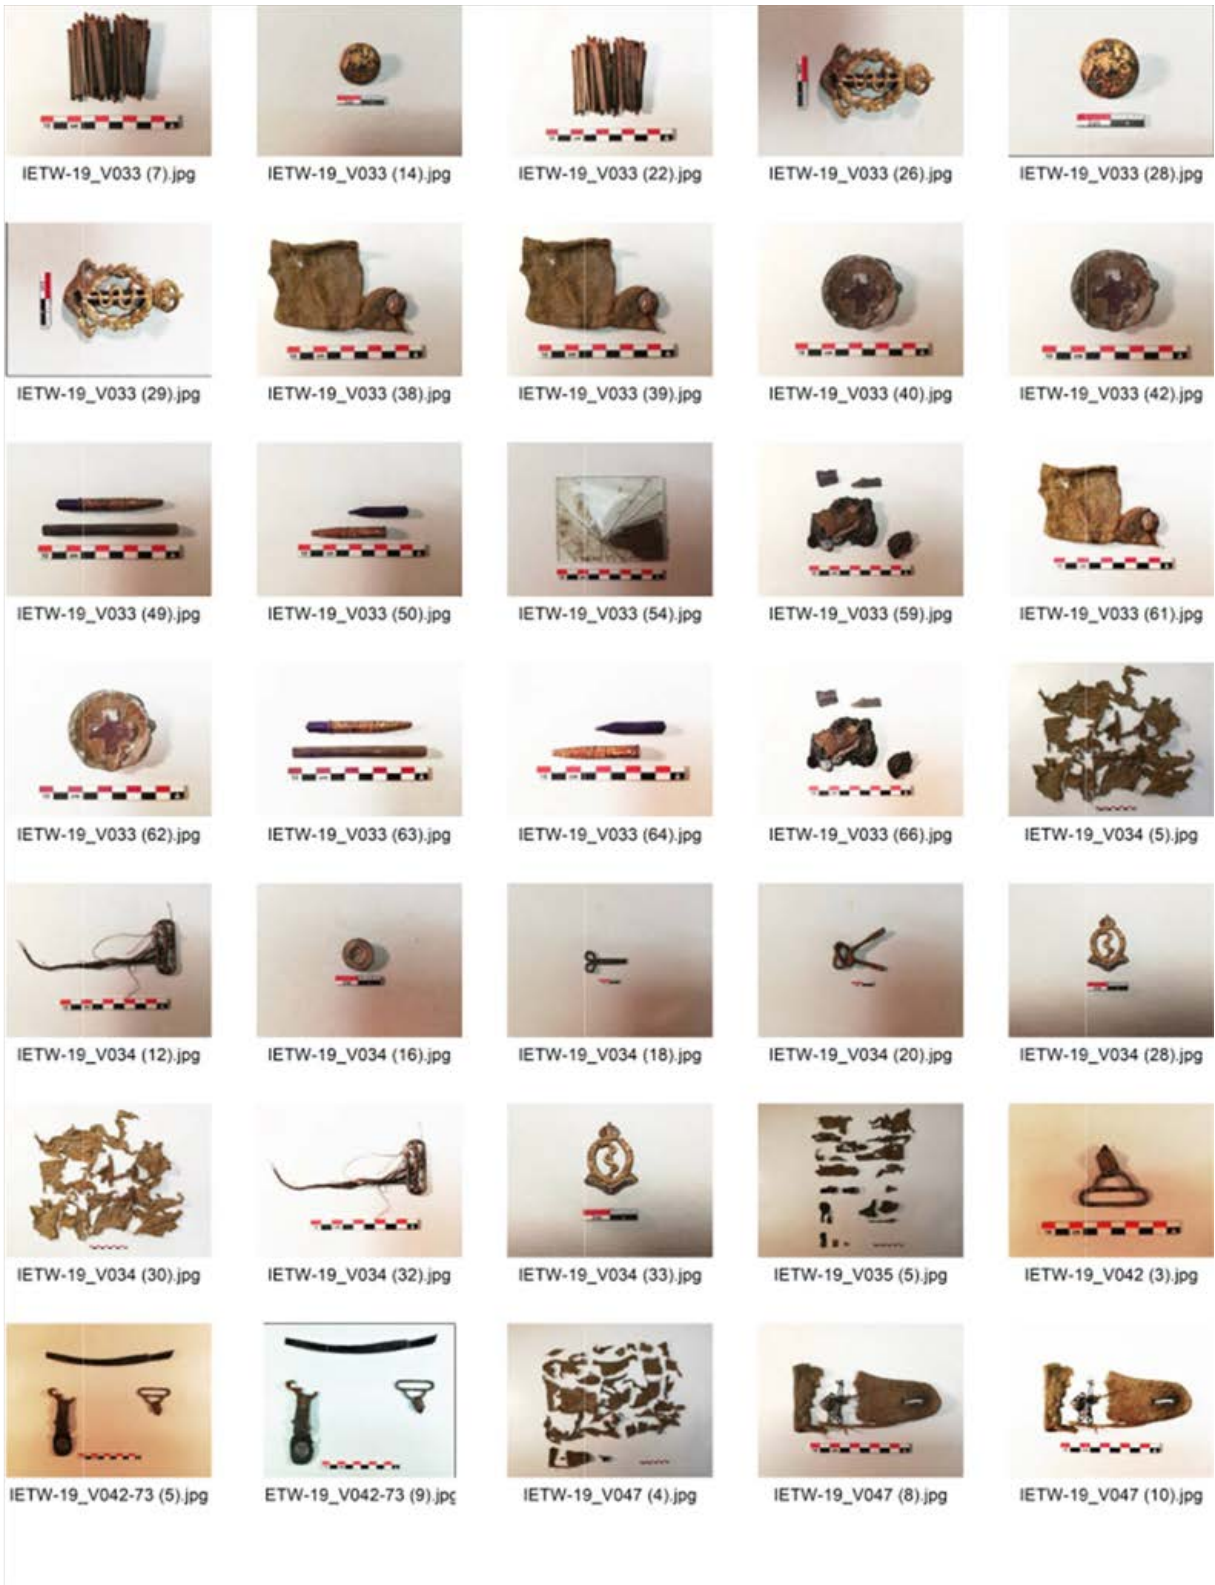 IETW-19_V033 (7).jpg
IETW-19_V033 (14).jpg
IETW-19_V033 (22).jpg
IETW-19_V033 (26).jpg
IETW-19_V033 (28).jpg
IETW-19_V033 (29).jpg
IETW-19_V033 (38).jpg
IETW-19_V033 (39).jpg
IETW-19_V033 (40).jpg
IETW-19_V033 (42).jpg
IETW-19_V033 (49).jpg
IETW-19_V033 (50).jpg
IETW-19_V033 (54).jpg
IETW-19_V033 (59).jpg
IETW-19_V033 (61).jpg
IETW-19_V033 (62).jpg
IETW-19_V033 (63).jpg
IETW-19_V033 (64).jpg
IETW-19_V033 (66).jpg
IETW-19_V034 (5).jpg
IETW-19_V034 (12).jpg
IETW-19_V034 (16).jpg
IETW-19_V034 (18).jpg
IETW-19_V034 (20).jpg
IETW-19_V034 (28).jpg
IETW-19_V034 (30).jpg
IETW-19_V034 (32).jpg
IETW-19_V034 (33).jpg
IETW-19_V035 (5).jpg
IETW-19_V042 (3).jpg
IETW-19_V042-73 (5).jpg
ETW-19_V042-73 (9).jpg
IETW-19_V047 (4).jpg
IETW-19_V047 (8).jpg
IETW-19_V047 (10).jpg